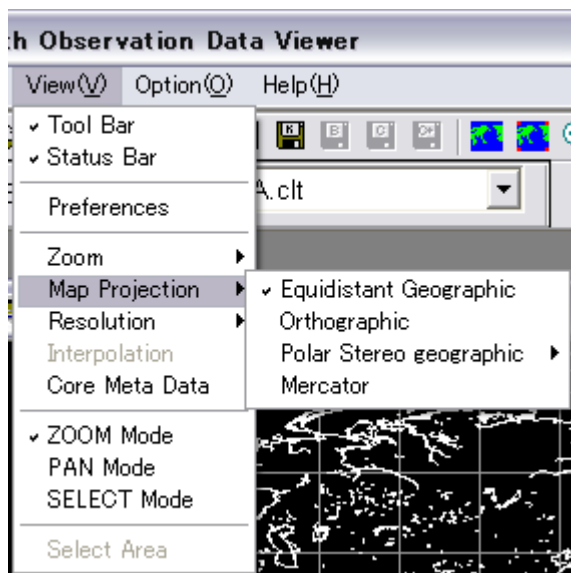 h Observation Data Viewer
View(V) Option(O) Help(H)
Tool Bar
Status Bar
A.clt
Preferences
Zoom
Map Projection
Equidistant Geographic
Resolution
Orthographic
Interpolation
Polar Stereo geographic
Core Meta Data
Mercator
ZOOM Mode
PAN Mode
SELECT Mode
Select Area